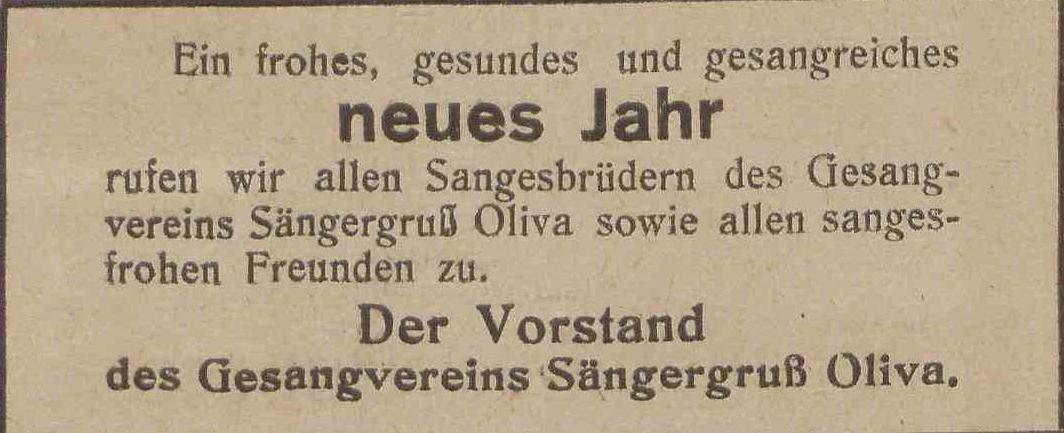 Ein frohes, gesundes und gesangreiches
neues Jahr
rufen wir allen Sangesbrüdern des Gesang-
vereins Sängergruß Oliva sowie allen sanges-
frohen Freunden zu.
Der Vorstand
des Gesangvereins Sängergruß Oliva.